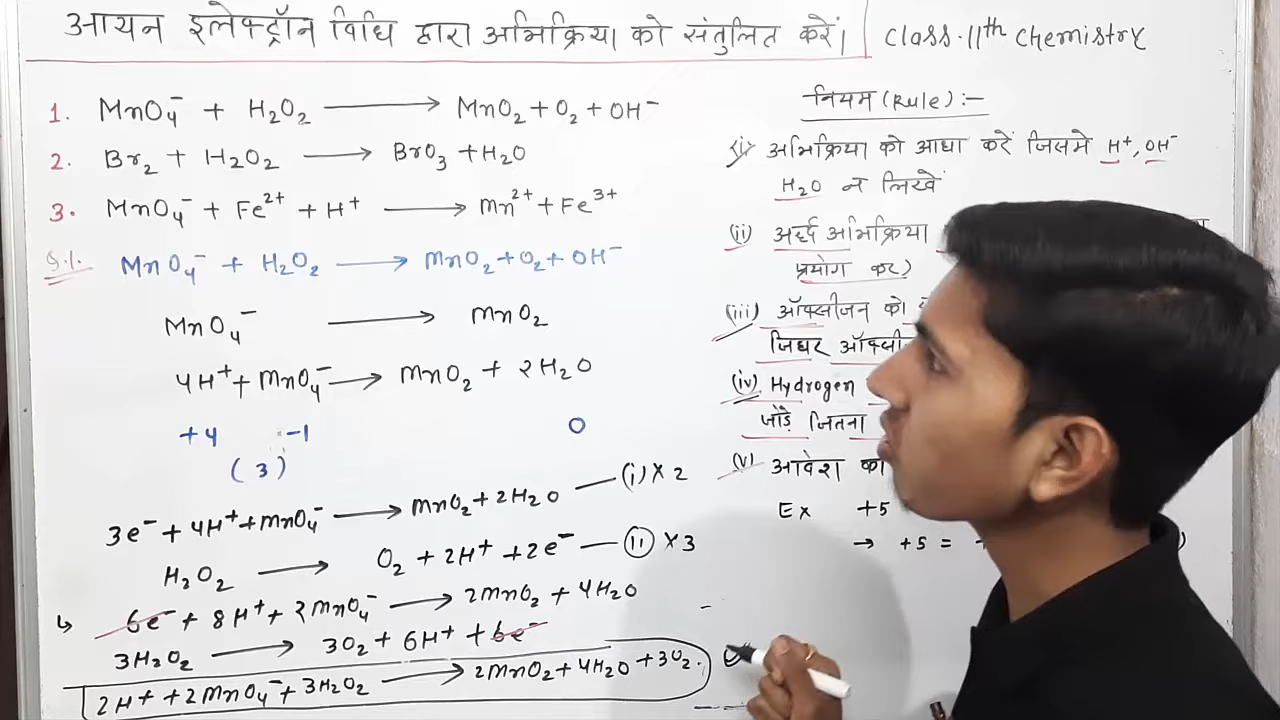 आयन इलेक्ट्रॉन विधि द्वारा अभिक्रिया को संतुलित करें। Class-11th Chemistry
1. MnO₄⁻ + H₂O₂ → MnO₂ + O₂ + OH⁻
2. Br₂ + H₂O₂ → BrO₃ + H₂O
3. MnO₄⁻ + Fe²⁺ + H⁺ → Mn²⁺ + Fe³⁺
S.1. MnO₄⁻ + H₂O₂ → MnO₂ + O₂ + OH⁻
MnO₄⁻ → MnO₂
4H⁺ + MnO₄⁻ → MnO₂ + 2H₂O
+4 -1 0
(3)
3e⁻ + 4H⁺ + MnO₄⁻ → MnO₂ + 2H₂O — (i) × 2
H₂O₂ → O₂ + 2H⁺ + 2e⁻ — (ii) × 3
↳ 6e⁻ + 8H⁺ + 2MnO₄⁻ → 2MnO₂ + 4H₂O
3H₂O₂ → 3O₂ + 6H⁺ + 6e⁻
2H⁺ + 2MnO₄⁻ + 3H₂O₂ → 2MnO₂ + 4H₂O + 3O₂.
नियम (Rule) :-
(i) अभिक्रिया को आधा करें जिसमे H⁺, OH⁻
H₂O न लिखें
(ii) अर्द्ध अभिक्रिया
प्रयोग कर)
(iii) ऑक्सीजन को
जिधर
(iv) Hydrogen
जोड़े जितना
(v) आवेश का
Ex +5
→ +5 =